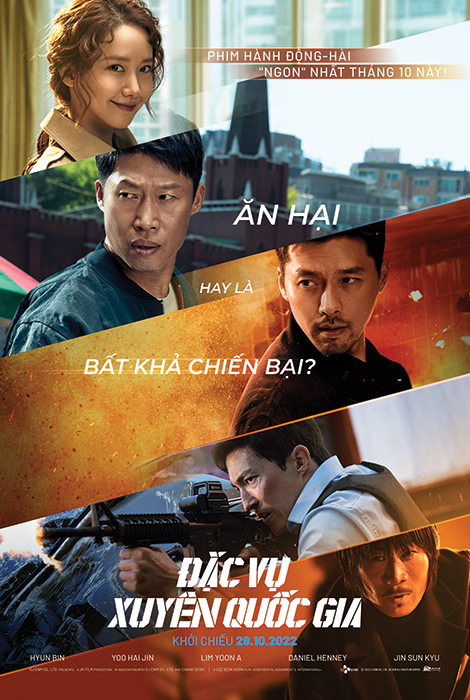 PHIM HÀNH ĐỘNG-HÀI
"NGON" NHẤT THÁNG 10 NÀY!
ĂN HẠI
HAY LÀ
BẤT KHẢ CHIẾN BẠI?
ĐẶC VỤ
XUYÊN QUỐC GIA
KHỞI CHIẾU 28.10.2022
HYUN BIN YOO HAI JIN LIM YOON A DANIEL HENNEY JIN SUN KYU